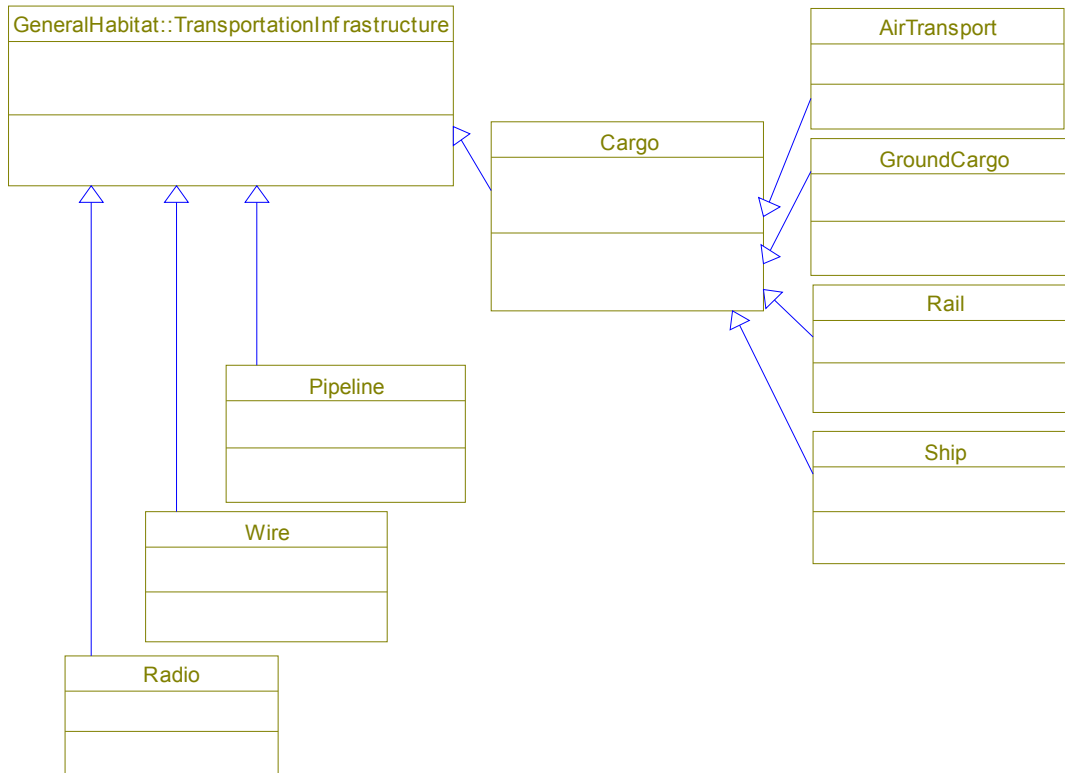 GeneralHabitat::TransportationInfrastructure
AirTransport
Cargo
GroundCargo
Rail
Pipeline
Ship
Wire
Radio